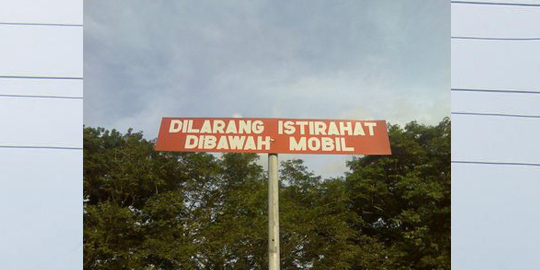 DILARANG ISTIRAHAT
DIBAWAH MOBIL